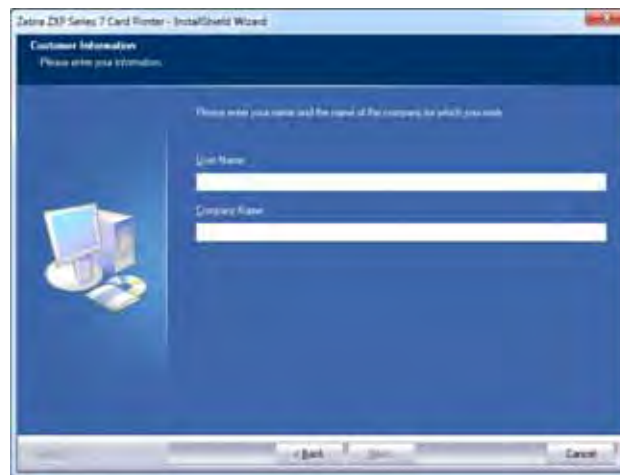 Zebra ZXP Series 7 Card Printer - InstallShield Wizard
Customer Information
Please enter your information.
Please enter your name and the name of the company for which you work.
User Name
Company Name
< Back
Cancel